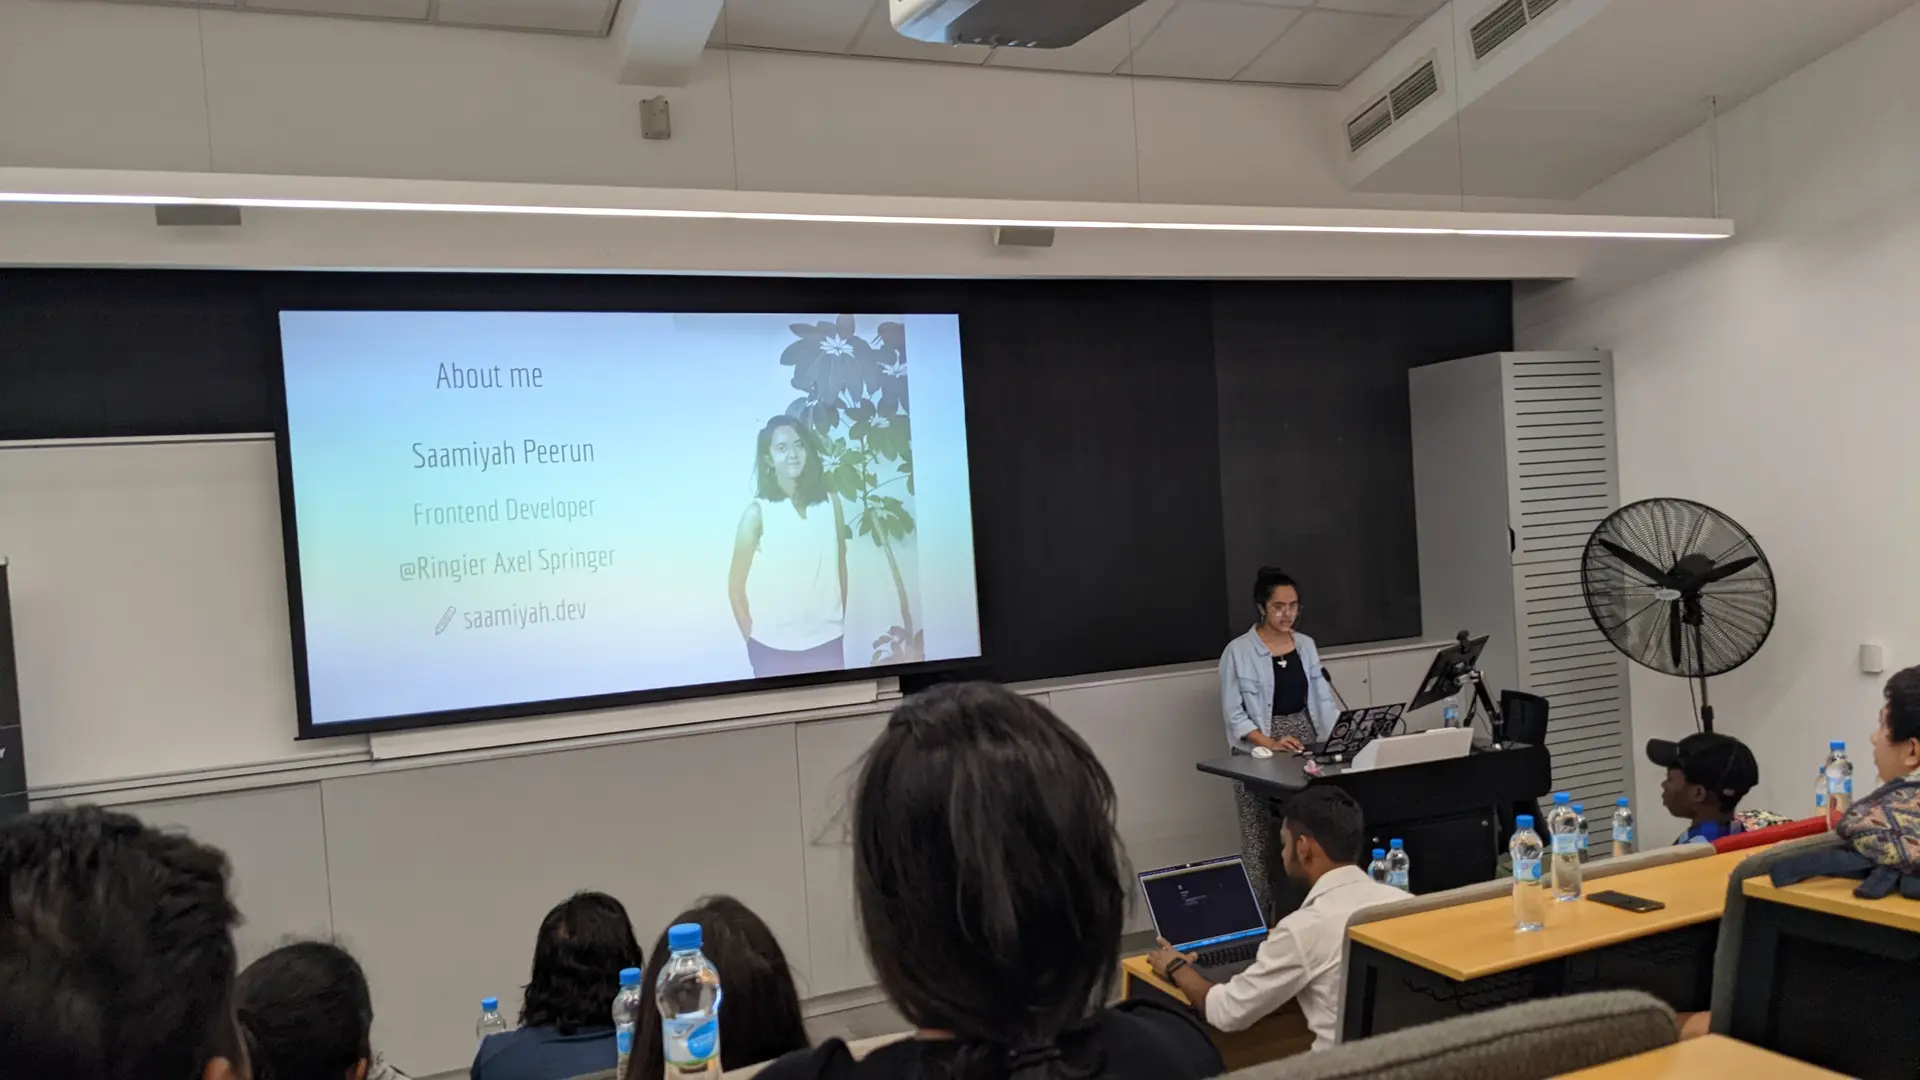 About me
Saamiyah Peerun
Frontend Developer
@Ringier Axel Springer
saamiyah.dev